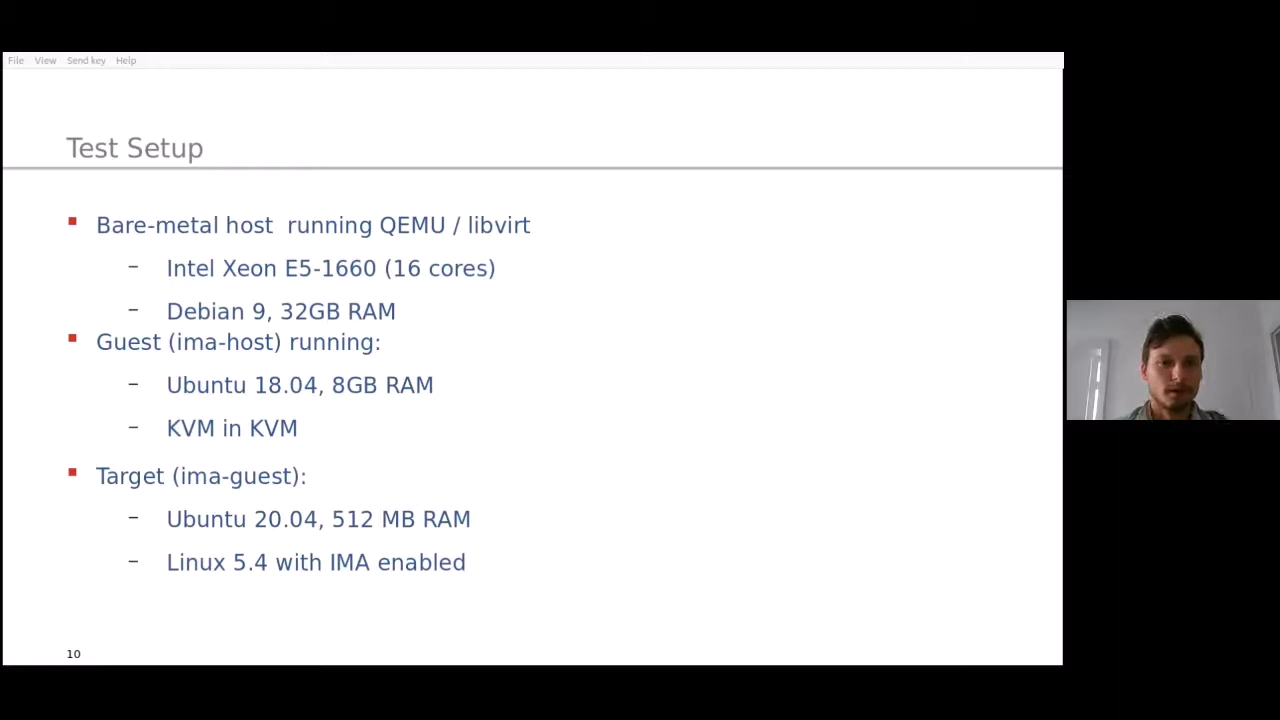 File View Send key Help
Test Setup
Bare-metal host  running QEMU / libvirt
– Intel Xeon E5-1660 (16 cores)
– Debian 9, 32GB RAM
Guest (ima-host) running:
– Ubuntu 18.04, 8GB RAM
– KVM in KVM
Target (ima-guest):
– Ubuntu 20.04, 512 MB RAM
– Linux 5.4 with IMA enabled
10